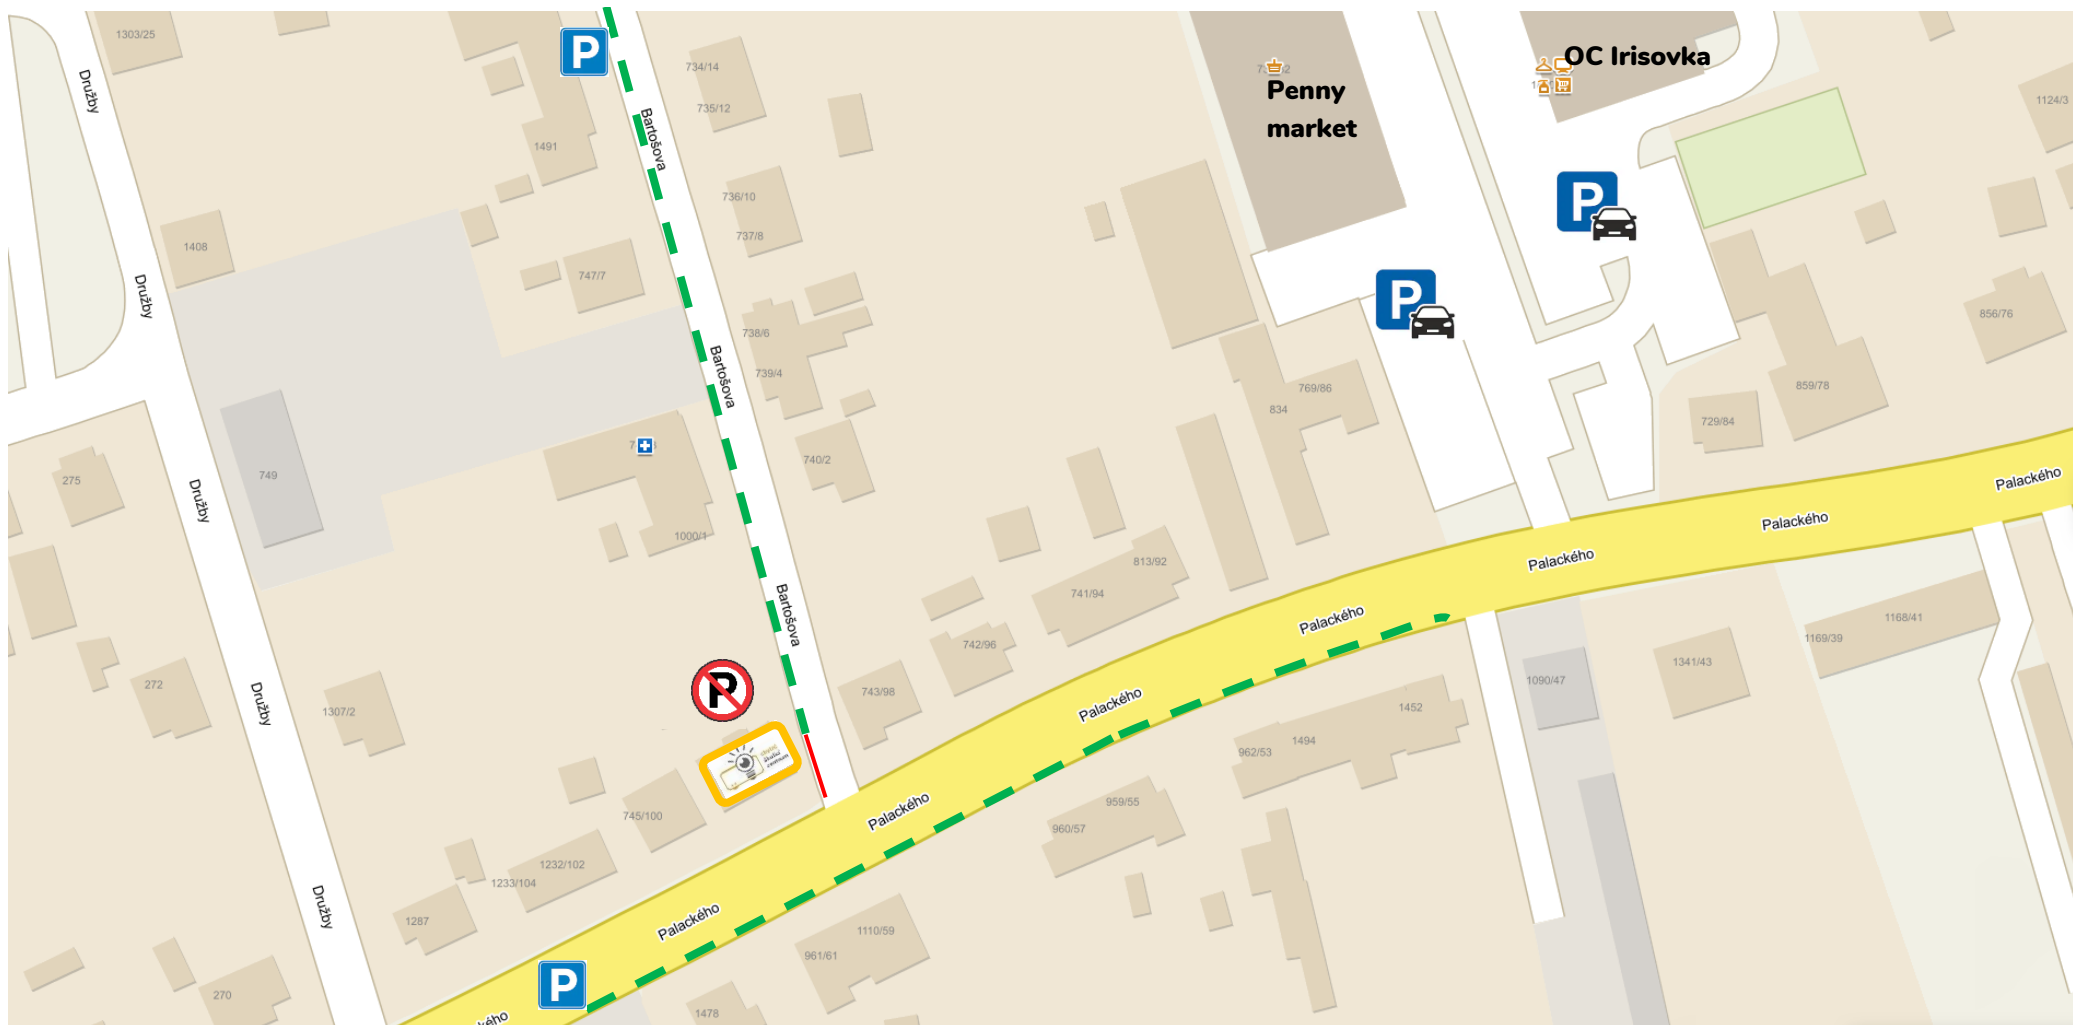 1303/25
Družby
P
734/14
735/12
Bartošova
1491
736/10
737/8
1408
747/7
Družby
738/6
739/4
Bartošova
740/2
275
749
Družby
1000/1
272
1307/2
Družby
Bartošova
P
743/98
745/100
1232/102
1233/104
1287
Družby
270
P
Palackého
1478
961/61
1110/59
Palackého
960/57
959/55
Palackého
742/96
741/94
813/92
Palackého
962/53
1494
1452
Palackého
834
769/86
Penny
market
OC Irisovka
P
P
1124/3
856/76
859/78
729/84
Palackého
Palackého
1090/47
1341/43
1169/39
1168/41